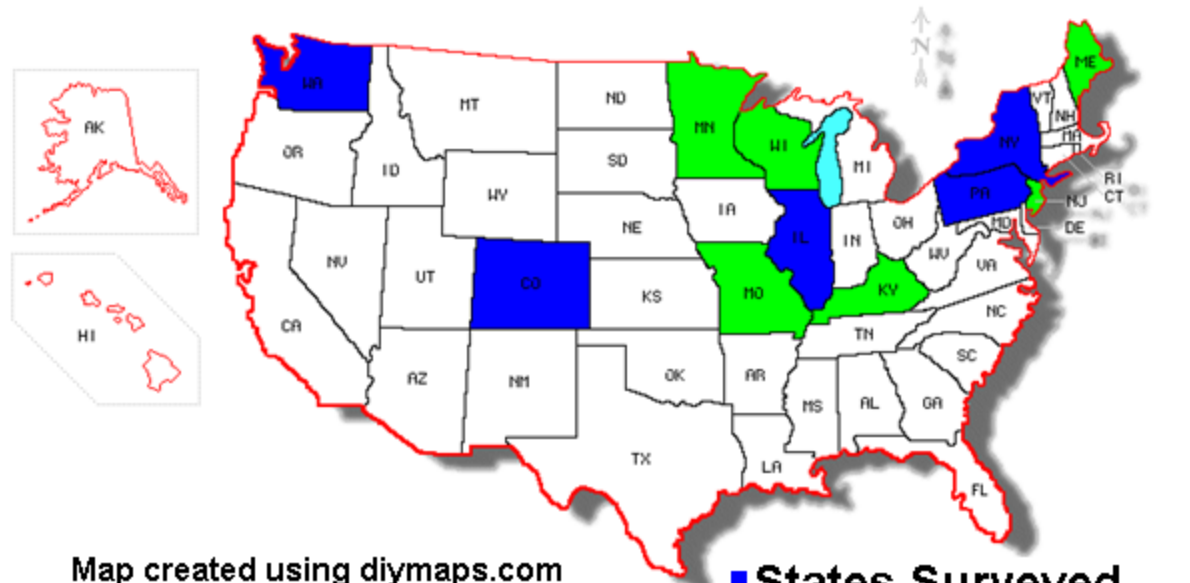 N
ME
WA
VT
NH
MT
ND
MN
AK
NY
MA
OR
WI
SD
MI
ID
RI
PA
WY
CT
NJ
IA
OH
MD
NE
DE
IL
IN
WV
NV
VA
UT
CO
KY
MO
KS
NC
CA
HI
TN
SC
AZ
NM
OK
AR
MS
AL
GA
TX
LA
FL
Map created using diymaps.com
States Surveyed